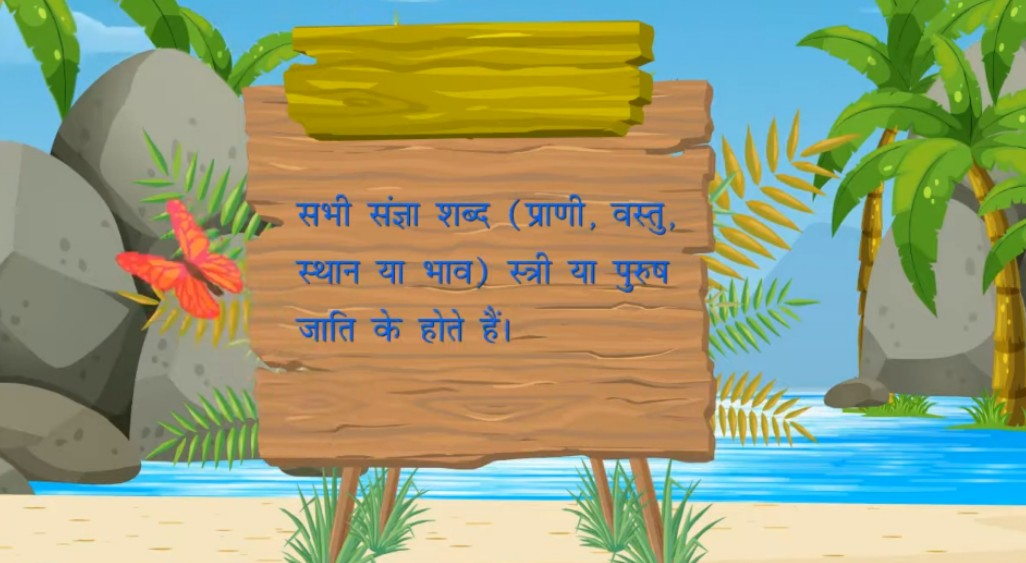 सभी संज्ञा शब्द (प्राणी, वस्तु,
स्थान या भाव) स्त्री या पुरुष
जाति के होते हैं।